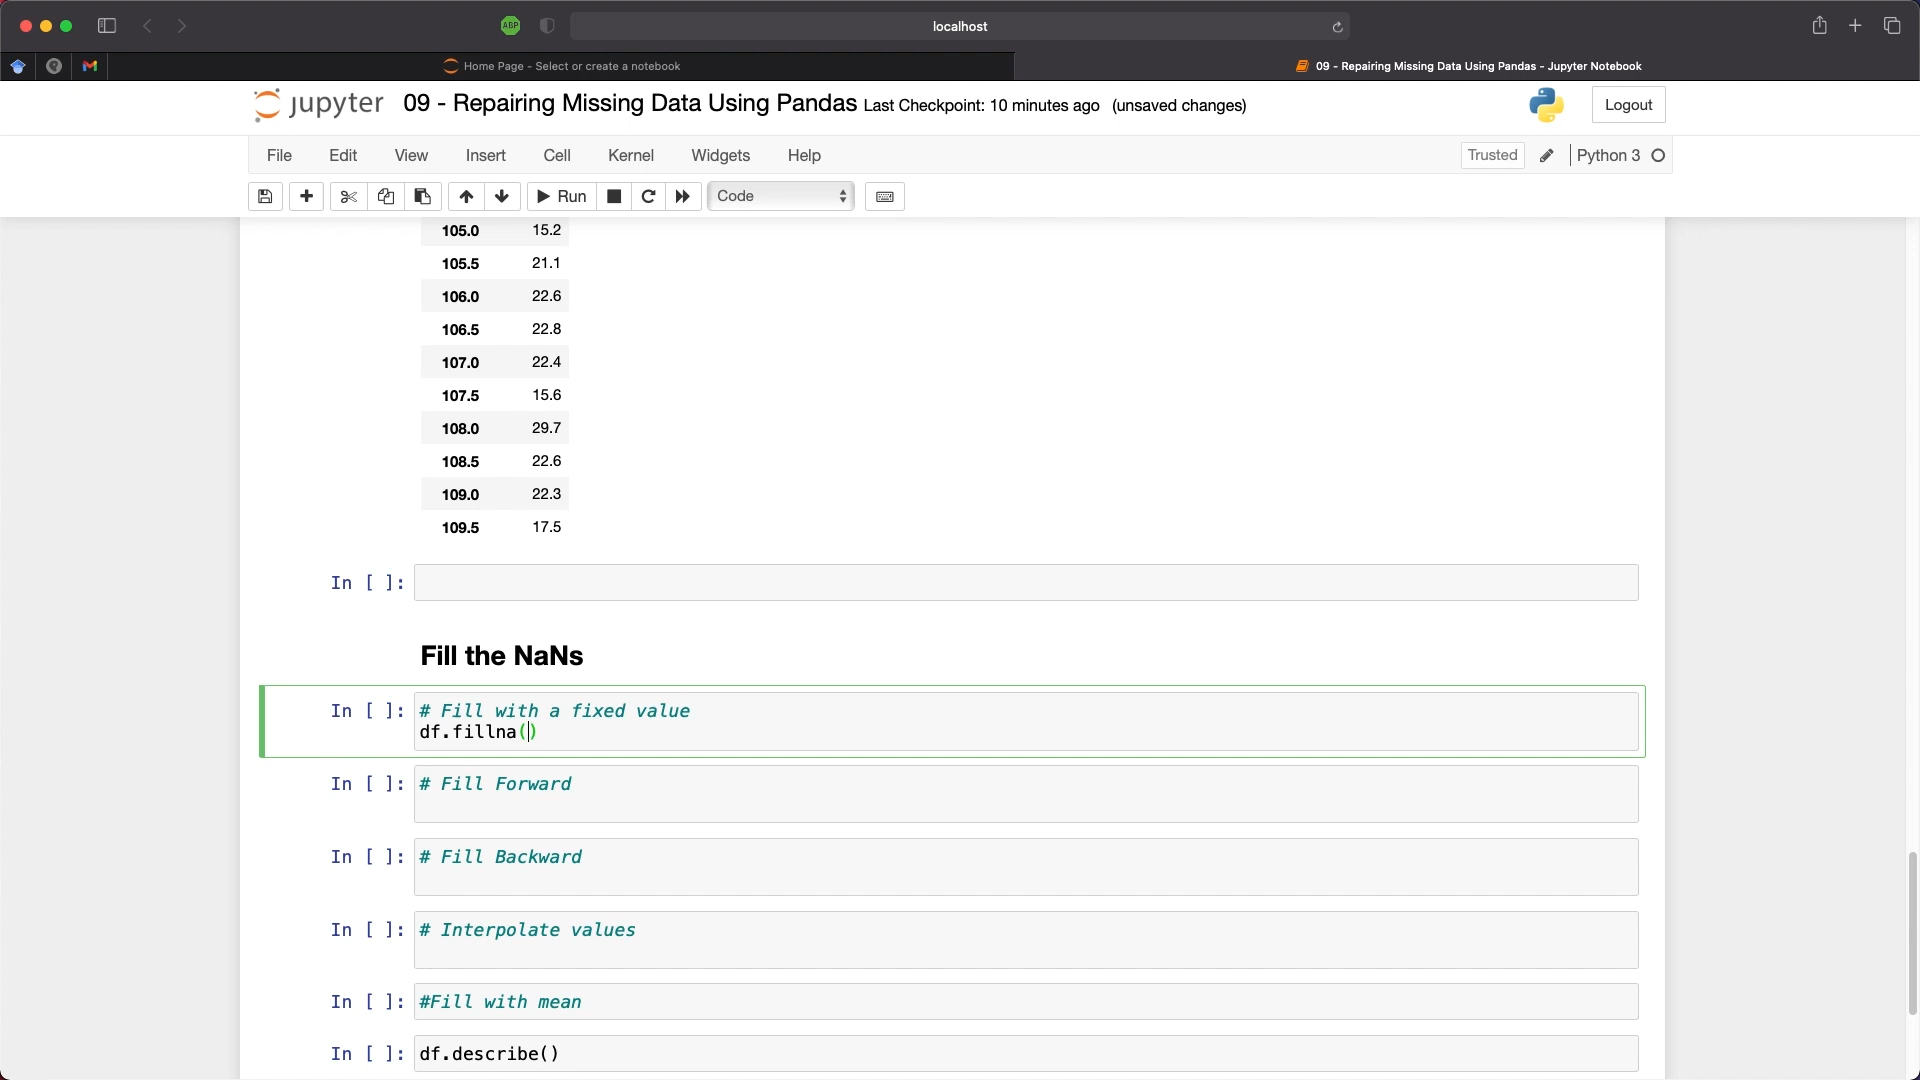 ABP
localhost
Home Page - Select or create a notebook
09 - Repairing Missing Data Using Pandas - Jupyter Notebook
jupyter 09 - Repairing Missing Data Using Pandas Last Checkpoint: 10 minutes ago (unsaved changes)
Logout
File Edit View Insert Cell Kernel Widgets Help
Trusted Python 3
Run Code
105.0 15.2
105.5 21.1
106.0 22.6
106.5 22.8
107.0 22.4
107.5 15.6
108.0 29.7
108.5 22.6
109.0 22.3
109.5 17.5
In [ ]:
Fill the NaNs
In [ ]: # Fill with a fixed value
df.fillna()
In [ ]: # Fill Forward
In [ ]: # Fill Backward
In [ ]: # Interpolate values
In [ ]: #Fill with mean
In [ ]: df.describe()